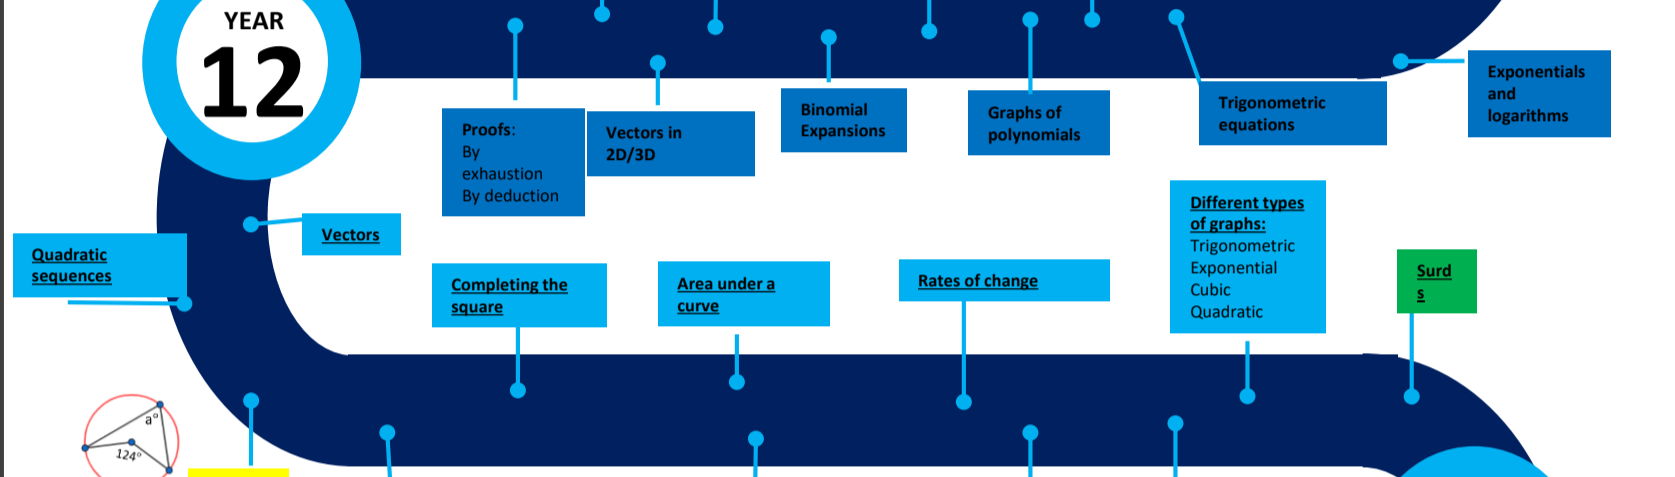 YEAR
12
Proofs:
By
exhaustion
By deduction
Vectors in
2D/3D
Binomial
Expansions
Graphs of
polynomials
Trigonometric
equations
Exponentials
and
logarithms
Quadratic
sequences
Vectors
Completing the
square
Area under a
curve
Rates of change
Different types
of graphs:
Trigonometric
Exponential
Cubic
Quadratic
Surd
s
a°
124°